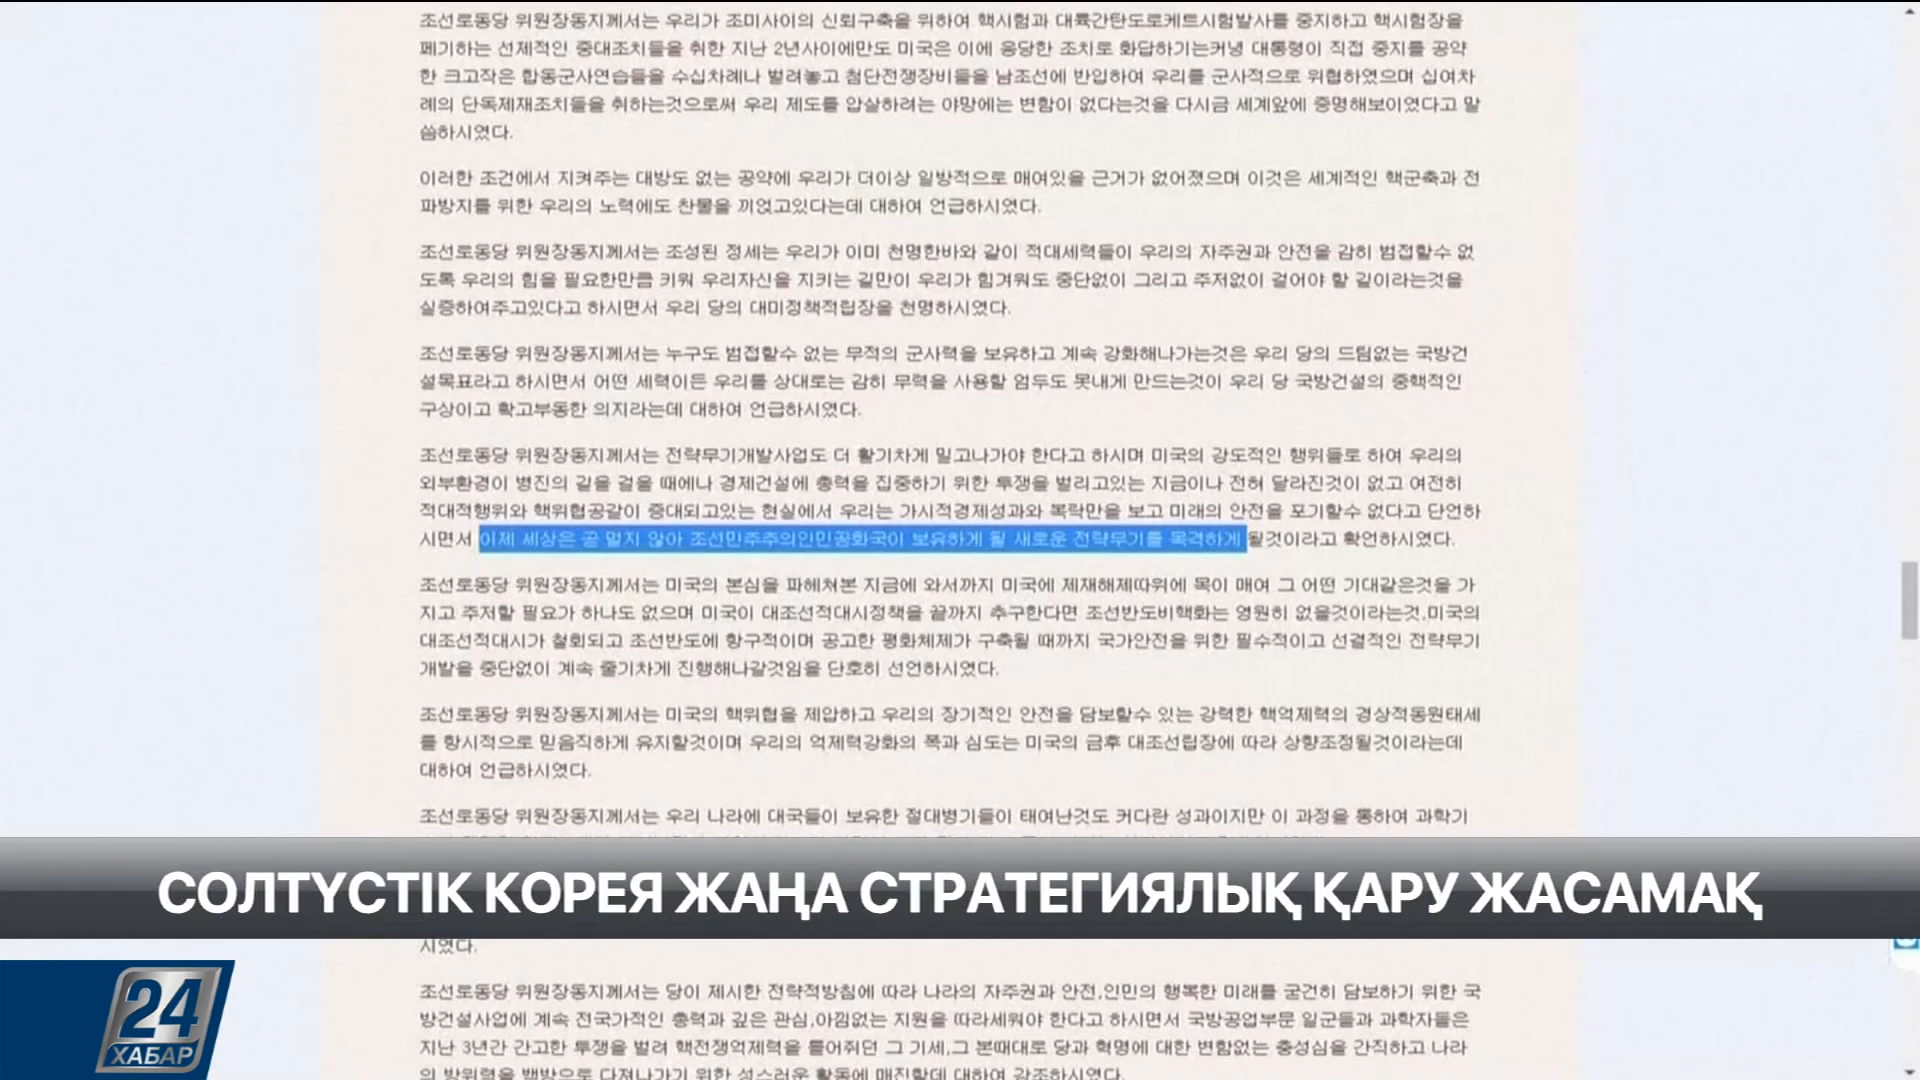 조선로동당 위원장동지께서는 우리가 조미사이의 신뢰구축을 위하여 핵시험과 대륙간탄도로케트시험발사를 중지하고 핵시험장을
페기하는 선제적인 중대조치들을 취한 지난 2년사이에만도 미국은 이에 응당한 조치로 화답하기는커녕 대통령이 직접 중지를 공약
한 크고작은 합동군사연습들을 수십차례나 벌려놓고 첨단전쟁장비들을 남조선에 반입하여 우리를 군사적으로 위협하였으며 십여차
례의 단독제재조치들을 취하는것으로써 우리 제도를 압살하려는 야망에는 변함이 없다는것을 다시금 세계앞에 증명해보이였다고 말
씀하시였다.
이러한 조건에서 지켜주는 대방도 없는 공약에 우리가 더이상 일방적으로 매여있을 근거가 없어졌으며 이것은 세계적인 핵군축과 전
파방지를 위한 우리의 노력에도 찬물을 끼얹고있다는데 대하여 언급하시였다.
조선로동당 위원장동지께서는 조성된 정세는 우리가 이미 천명한바와 같이 적대세력들이 우리의 자주권과 안전을 감히 범접할수 없
도록 우리의 힘을 필요한만큼 키워 우리자신을 지키는 길만이 우리가 힘겨워도 중단없이 그리고 주저없이 걸어야 할 길이라는것을
실증하여주고있다고 하시면서 우리 당의 대미정책적립장을 천명하시였다.
조선로동당 위원장동지께서는 누구도 범접할수 없는 무적의 군사력을 보유하고 계속 강화해나가는것은 우리 당의 드팀없는 국방건
설목표라고 하시면서 어떤 세력이든 우리를 상대로는 감히 무력을 사용할 엄두도 못내게 만드는것이 우리 당 국방건설의 중핵적인
구상이고 확고부동한 의지라는데 대하여 언급하시였다.
조선로동당 위원장동지께서는 전략무기개발사업도 더 활기차게 밀고나가야 한다고 하시며 미국의 강도적인 행위들로 하여 우리의
외부환경이 병진의 길을 걸을 때에나 경제건설에 총력을 집중하기 위한 투쟁을 벌리고있는 지금이나 전혀 달라진것이 없고 여전히
적대적행위와 핵위협공갈이 증대되고있는 현실에서 우리는 가시적경제성과와 복락만을 보고 미래의 안전을 포기할수 없다고 단언하
시면서 이제 세상은 곧 멀지 않아 조선민주주의인민공화국이 보유하게 될 새로운 전략무기를 목격하게 될것이라고 확언하시였다.
조선로동당 위원장동지께서는 미국의 본심을 파헤쳐본 지금에 와서까지 미국에 제재해제따위에 목이 매여 그 어떤 기대같은것을 가
지고 주저할 필요가 하나도 없으며 미국이 대조선적대시정책을 끝까지 추구한다면 조선반도비핵화는 영원히 없을것이라는것,미국의
대조선적대시가 철회되고 조선반도에 항구적이며 공고한 평화체제가 구축될 때까지 국가안전을 위한 필수적이고 선결적인 전략무기
개발을 중단없이 계속 줄기차게 진행해나갈것임을 단호히 선언하시였다.
조선로동당 위원장동지께서는 미국의 핵위협을 제압하고 우리의 장기적인 안전을 담보할수 있는 강력한 핵억제력의 경상적동원태세
를 항시적으로 믿음직하게 유지할것이며 우리의 억제력강화의 폭과 심도는 미국의 금후 대조선립장에 따라 상향조정될것이라는데
대하여 언급하시였다.
조선로동당 위원장동지께서는 우리 나라에 대국들이 보유한 절대병기들이 태여난것도 커다란 성과이지만 이 과정을 통하여 과학기
СОЛТҮСТІК КОРЕЯ ЖАҢА СТРАТЕГИЯЛЫҚ ҚАРУ ЖАСАМАҚ
시였다.
조선로동당 위원장동지께서는 당이 제시한 전략적방침에 따라 나라의 자주권과 안전,인민의 행복한 미래를 굳건히 담보하기 위한 국
방건설사업에 계속 전국가적인 총력과 깊은 관심,아낌없는 지원을 따라세워야 한다고 하시면서 국방공업부문 일군들과 과학자들은
지난 3년간 간고한 투쟁을 벌려 핵전쟁억제력을 틀어쥐던 그 기세,그 본때대로 당과 혁명에 대한 변함없는 충성심을 간직하고 나라
의 방위력을 백방으로 다져나가기 위한 성스러운 활동에 매진할데 대하여 강조하시였다.
24
ХАБАР